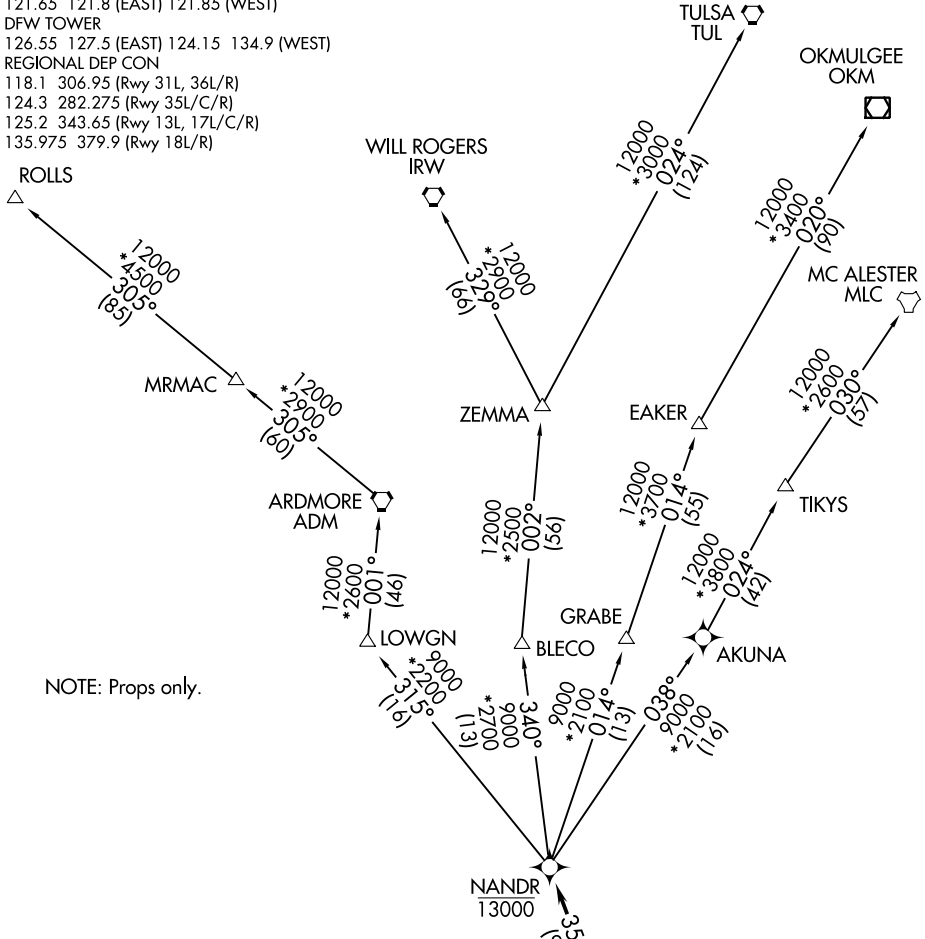 121.65 121.8 (EAST) 121.85 (WEST)
DFW TOWER
126.55 127.5 (EAST) 124.15 134.9 (WEST)
REGIONAL DEP CON
118.1 306.95 (Rwy 31L, 36L/R)
124.3 282.275 (Rwy 35L/C/R)
125.2 343.65 (Rwy 13L, 17L/C/R)
135.975 379.9 (Rwy 18L/R)
TULSA
TUL
OKMULGEE
OKM
WILL ROGERS
IRW
ROLLS
MC ALESTER
MLC
12000
*3000
024°
(124)
12000
*3400
020°
(90)
12000
*2900
329°
(66)
12000
*4500
305°
(85)
12000
*2600
030°
(57)
MRMAC
12000
*2900
305°
(60)
ZEMMA
EAKER
ARDMORE
ADM
TIKYS
12000
*2500
002°
(56)
12000
*3700
014°
(55)
12000
*2600
001°
(46)
12000
*3800
024°
(42)
LOWGN
BLECO
GRABE
AKUNA
NOTE: Props only.
9000
*2200
315°
(16)
340°
9000
*2700
(13)
9000
*2100
014°
(13)
038°
9000
*2100
(16)
NANDR
13000
35